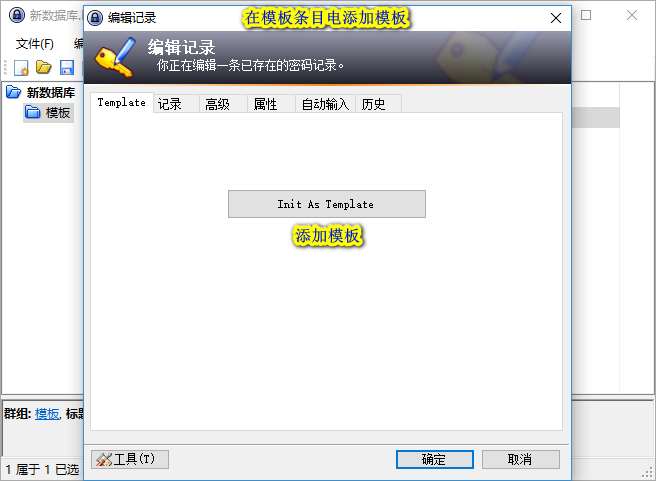 新数据库.
编辑记录
在模板条目电添加模板
文件(F)
编辑记录
你正在编辑一条已存在的密码记录。
新数据库
模板
Template
记录
高级
属性
自动输入
历史
Init As Template
添加模板
群组: 模板, 标题
工具(T)
确定
取消
1 属于 1 已选